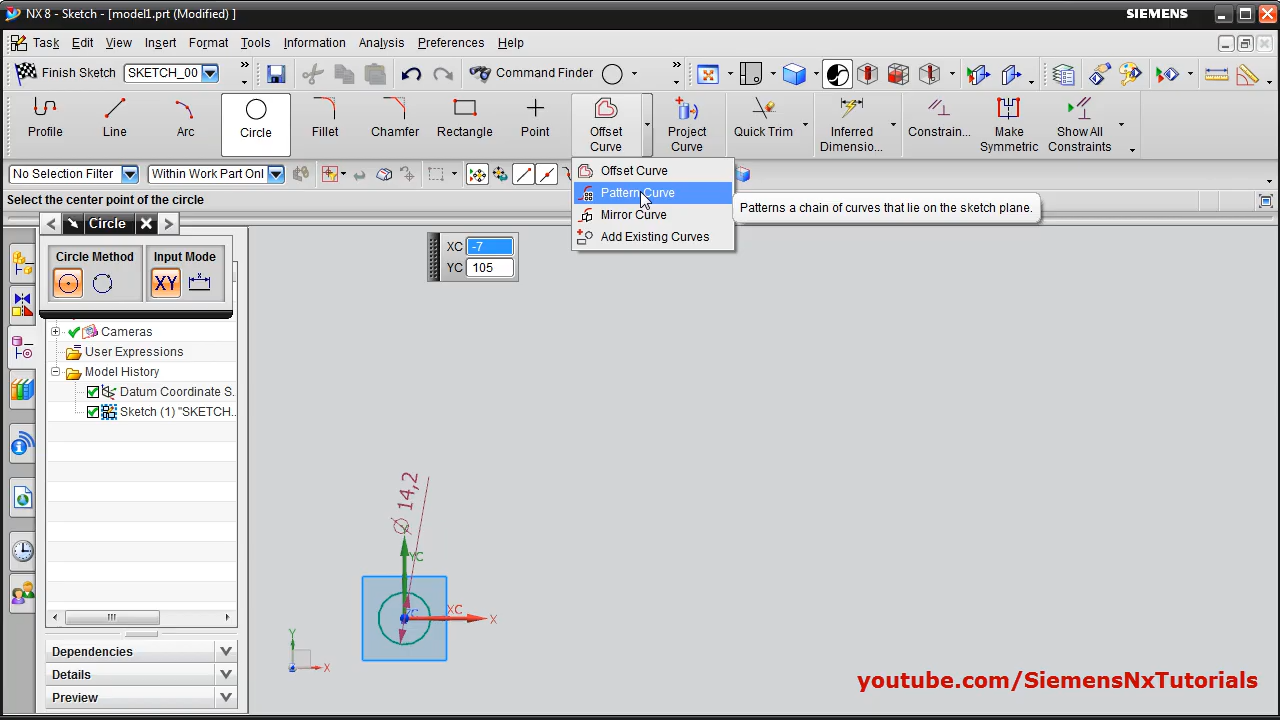 NX 8 - Sketch - [model1.prt (Modified) ]
SIEMENS
Task Edit View Insert Format Tools Information Analysis Preferences Help
Finish Sketch SKETCH_00 Command Finder
Profile Line Arc Circle Fillet Chamfer Rectangle Point Offset Curve Project Curve Quick Trim Inferred Dimensio... Constrain... Make Symmetric Show All Constraints
No Selection Filter Within Work Part Onl
Offset Curve
Pattern Curve
Mirror Curve
Add Existing Curves
Patterns a chain of curves that lie on the sketch plane.
Select the center point of the circle
Circle
Circle Method Input Mode
XY
XC -7
YC 105
Cameras
User Expressions
Model History
Datum Coordinate S.
Sketch (1) "SKETCH..
Dependencies
Details
Preview
Ø 14,2
YC
XC
X
Y
X
youtube.com/SiemensNxTutorials